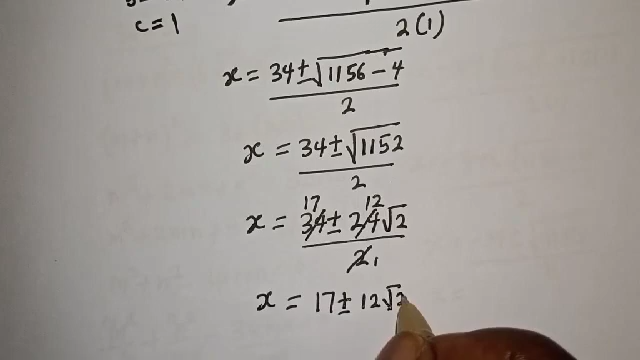 c = 1
2(1)
x = 34 ± √1156 − 4
2
x = 34 ± √1152
2
17 12
x = 34 ± 24√2
2 1
x = 17 ± 12√2